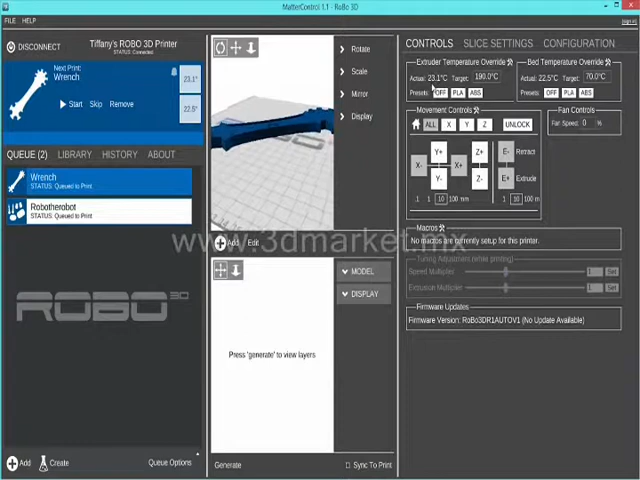 MatterControl 1.1 - RoBo 3D
FILE HELP
[sign in]
DISCONNECT
Tiffany's ROBO 3D Printer
STATUS: Connected
Next Print:
Wrench
23.1°
22.5°
Start Skip Remove
QUEUE (2) LIBRARY HISTORY ABOUT
Wrench
STATUS: Queued to Print
Robotherobot
STATUS: Queued to Print
ROBO 3D
Add Create Queue Options
Rotate
Scale
Mirror
Display
Add Edit
MODEL
DISPLAY
Press 'generate' to view layers
Generate Sync To Print
CONTROLS SLICE SETTINGS CONFIGURATION
Extruder Temperature Override
Actual: 23.1°C Target: 190.0°C
Presets: OFF PLA ABS
Bed Temperature Override
Actual: 22.5°C Target: 70.0°C
Presets: OFF PLA ABS
Movement Controls
ALL X Y Z UNLOCK
Y+ Z+ E- Retract
X- X+
Y- Z- E+ Extrude
.1 1 10 100 mm 1 10 100 m
Fan Controls
Fan Speed: 0 %
Macros
No macros are currently setup for this printer.
www.3dmarket.mx
Tuning Adjustment (while printing)
Speed Multiplier 1 Set
Extrusion Multiplier 1 Set
Firmware Updates
Firmware Version: RoBo3DR1AUTOV1 (No Update Available)